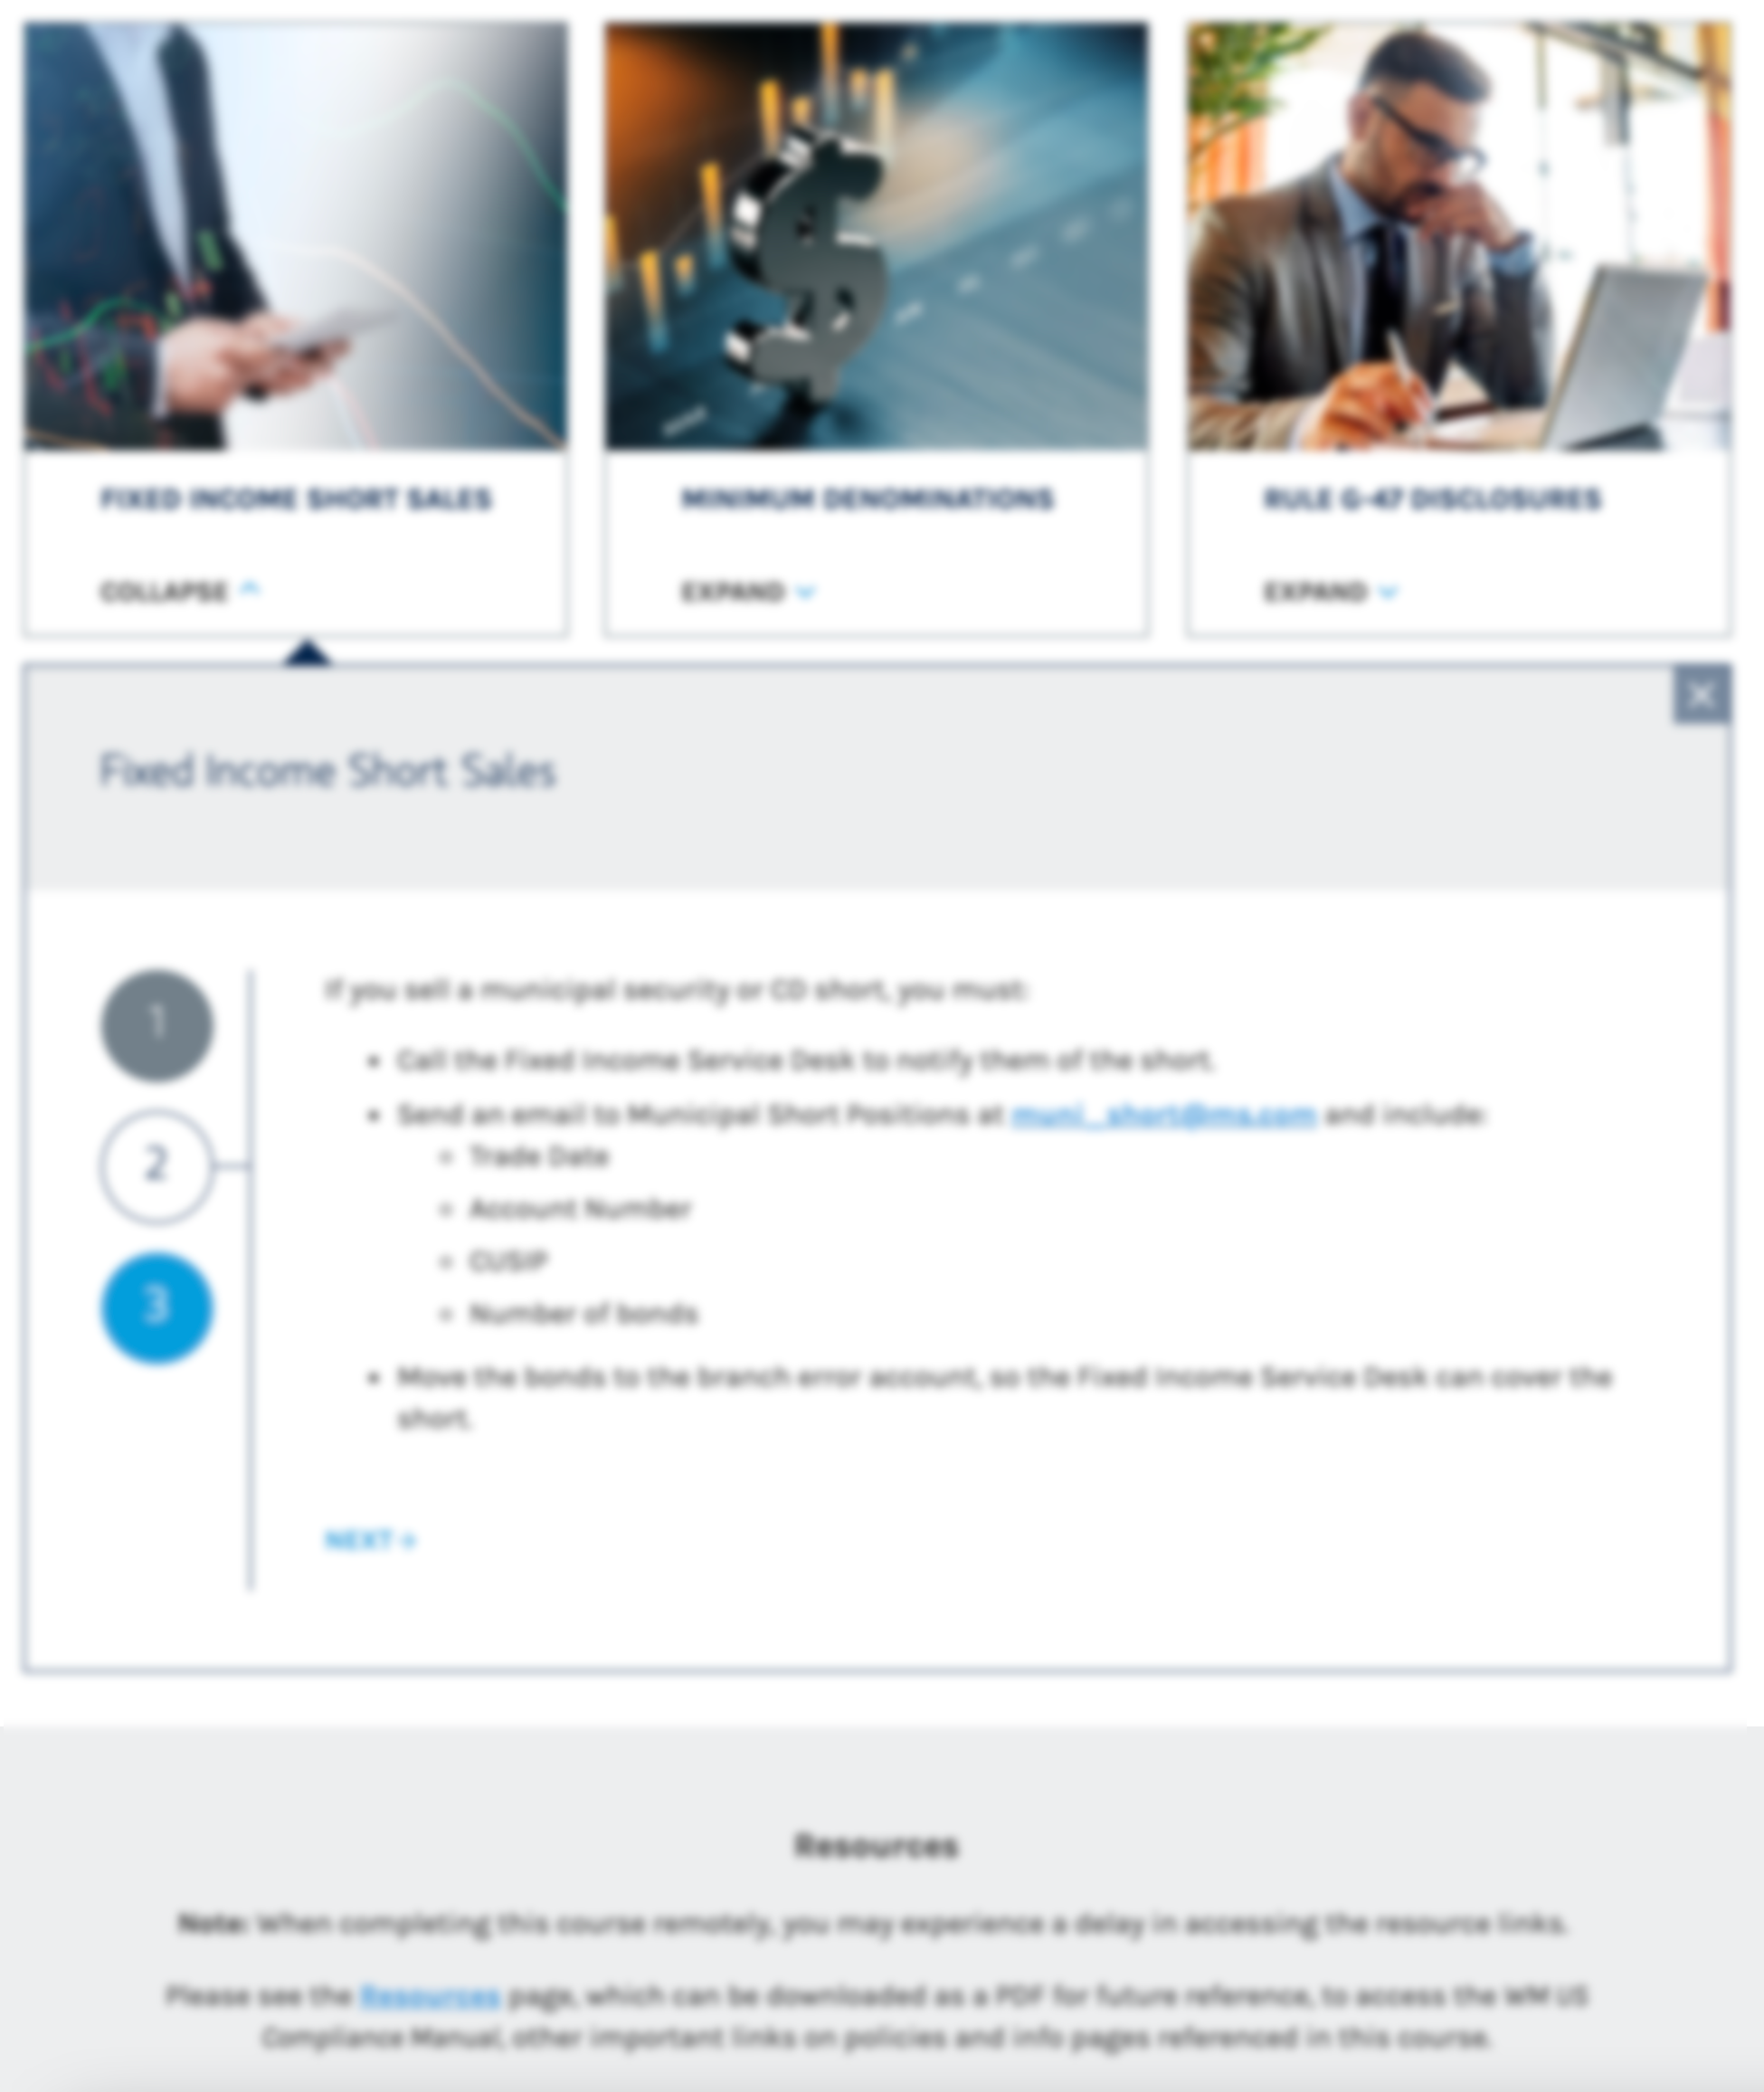 FIXED INCOME SHORT SALES
MINIMUM DENOMINATIONS
RULE G-47 DISCLOSURES
COLLAPSE
EXPAND
EXPAND
Fixed Income Short Sales
1
2
3
If you sell a municipal security or CD short, you must:
• Call the Fixed Income Service Desk to notify them of the short.
• Send an email to Municipal Short Positions at muni_short@ms.com and include:
Trade Date
Account Number
CUSIP
Number of bonds
• Move the bonds to the branch error account, so the Fixed Income Service Desk can cover the
short.
NEXT→
Resources
Note: When completing this course remotely, you may experience a delay in accessing the resource links.
Please see the Resources page, which can be downloaded as a PDF for future reference, to access the WM US
Compliance Manual, other important links on policies and info pages referenced in this course.